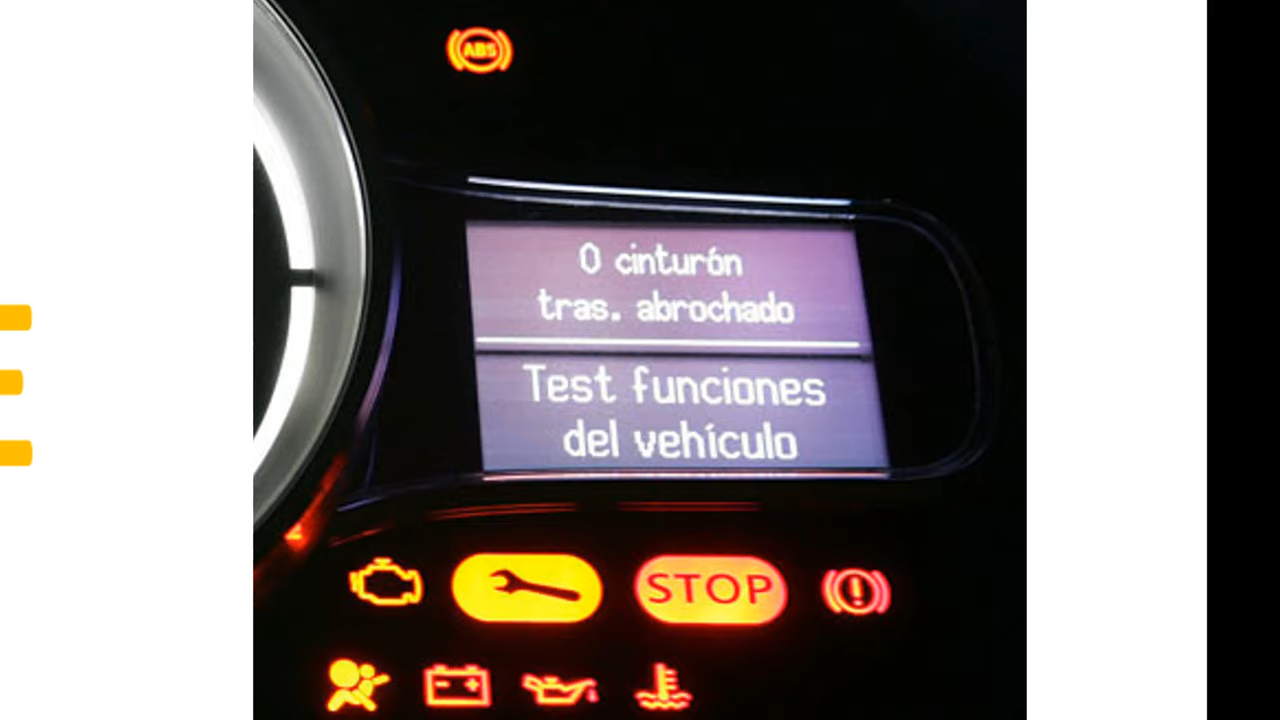 ABS
0 cinturón
tras. abrochado
Test funciones
del vehículo
STOP